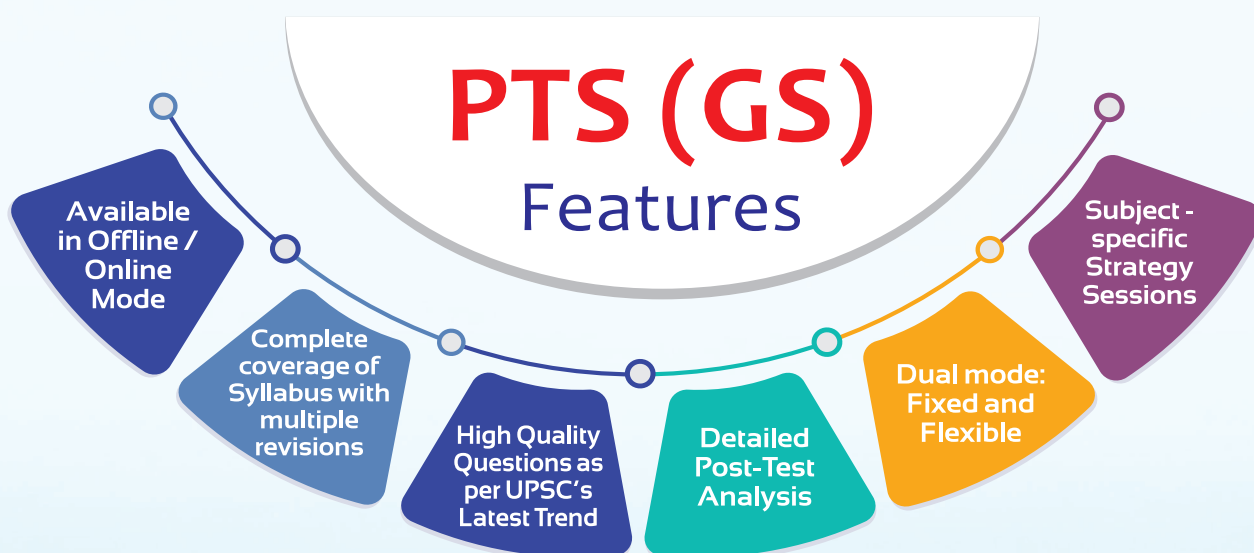 PTS (GS)
Features
Available
in Offline /
Online
Mode
Complete
coverage of
Syllabus with
multiple
revisions
High Quality
Questions as
per UPSC's
Latest Trend
Detailed
Post-Test
Analysis
Dual mode:
Fixed and
Flexible
Subject -
specific
Strategy
Sessions